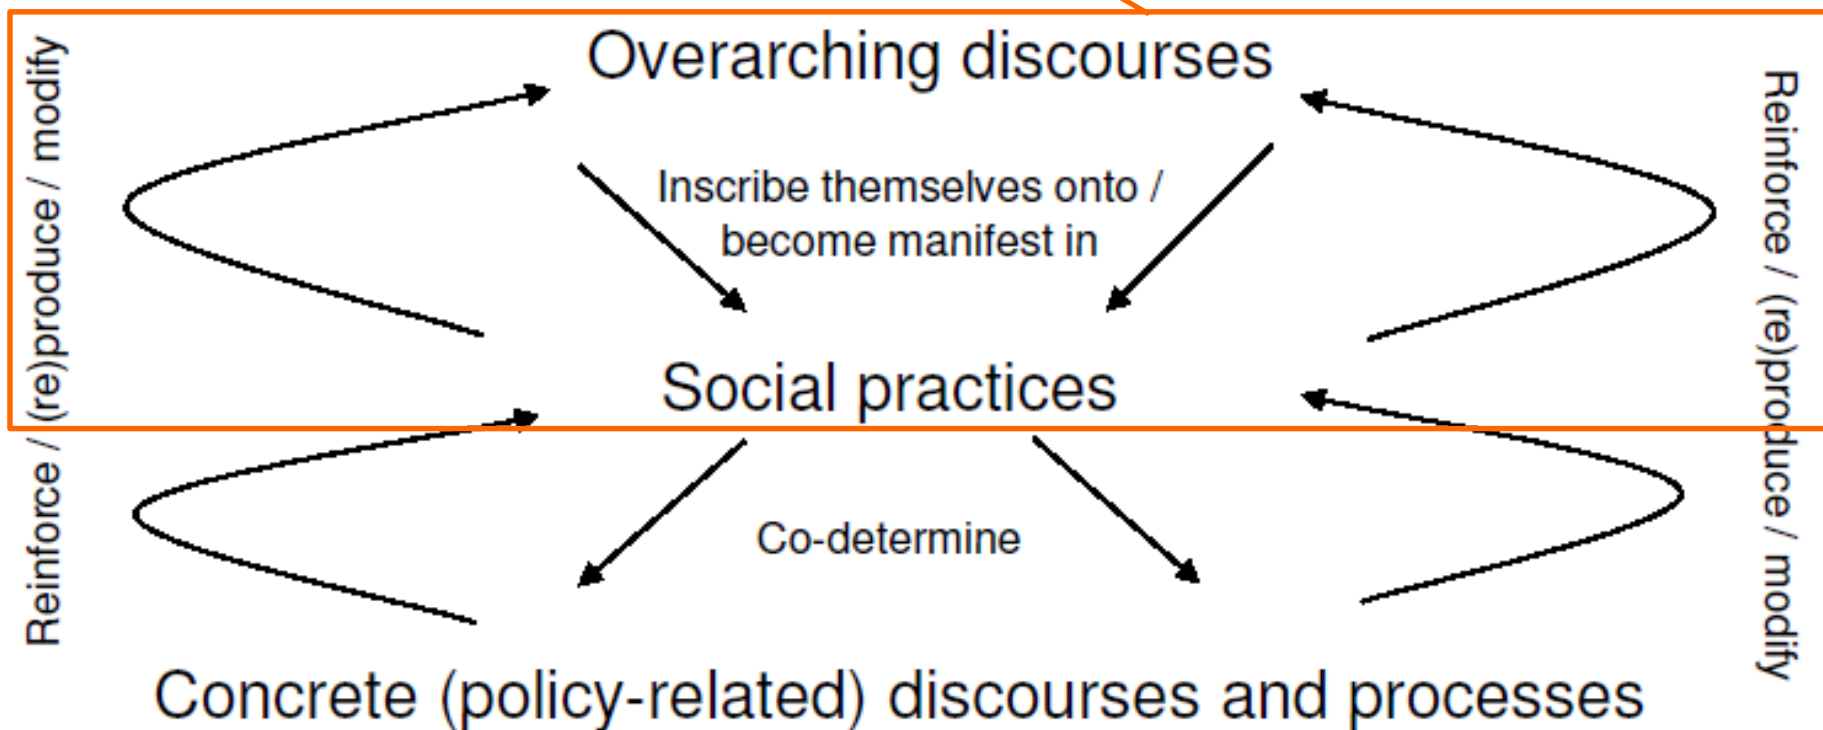 Overarching discourses
Reinforce / (re)produce / modify
Reinforce / (re)produce / modify
Inscribe themselves onto /
become manifest in
Social practices
Co-determine
Concrete (policy-related) discourses and processes